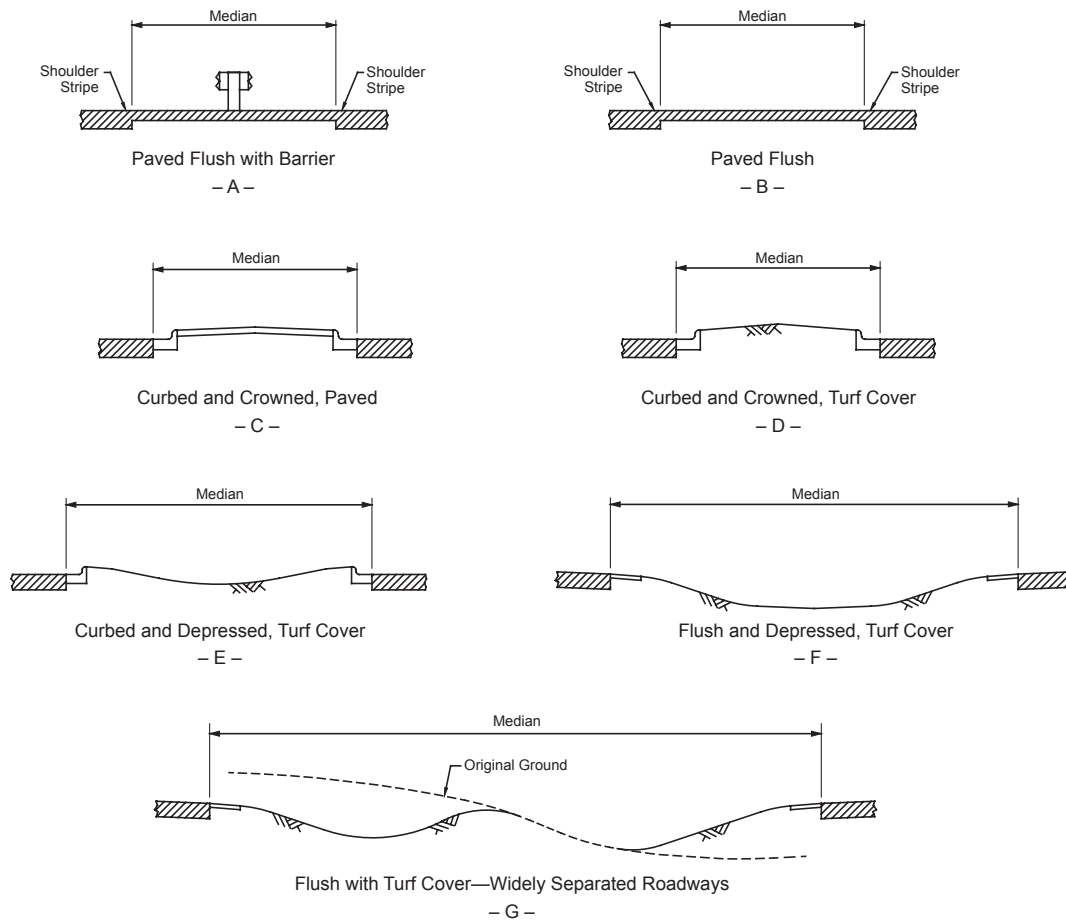 Median
Shoulder
Stripe
Shoulder
Stripe
Paved Flush with Barrier
– A –
Median
Shoulder
Stripe
Shoulder
Stripe
Paved Flush
– B –
Median
Curbed and Crowned, Paved
– C –
Median
Curbed and Crowned, Turf Cover
– D –
Median
Curbed and Depressed, Turf Cover
– E –
Median
Flush and Depressed, Turf Cover
– F –
Median
Original Ground
Flush with Turf Cover—Widely Separated Roadways
– G –